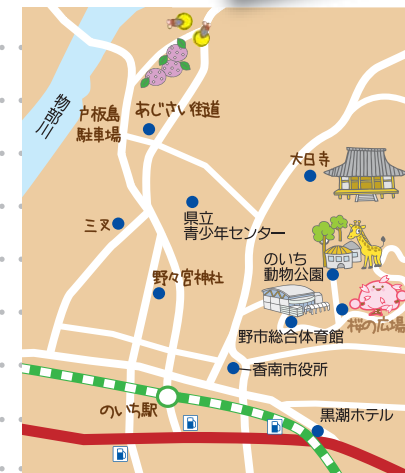 物部川
戸板島
駐車場
あじさい街道
大日寺
県立
青少年センター
三叉
のいち
動物公園
野々宮神社
桜の広場
野市総合体育館
香南市役所
のいち駅
黒潮ホテル